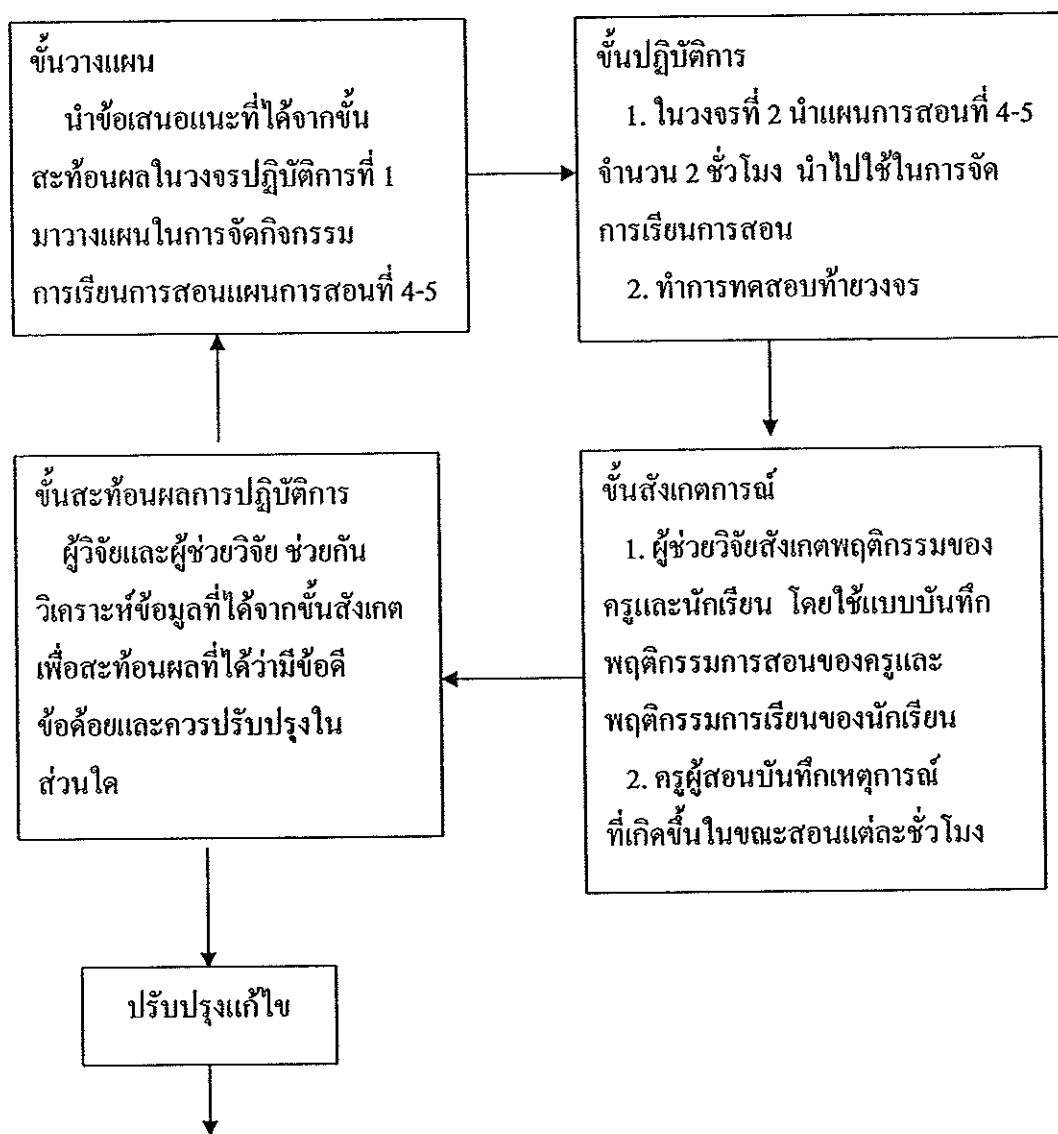 ขั้นวางแผน
นำข้อเสนอแนะที่ได้จากขั้น
สะท้อนผลในวงจรปฏิบัติการที่ 1
มาวางแผนในการจัดกิจกรรม
การเรียนการสอนแผนการสอนที่ 4-5
ขั้นปฏิบัติการ
1. ในวงจรที่ 2 นำแผนการสอนที่ 4-5
จำนวน 2 ชั่วโมง นำไปใช้ในการจัด
การเรียนการสอน
2. ทำการทดสอบท้ายวงจร
ขั้นสังเกตการณ์
1. ผู้ช่วยวิจัยสังเกตพฤติกรรมของ
ครูและนักเรียน โดยใช้แบบบันทึก
พฤติกรรมการสอนของครูและ
พฤติกรรมการเรียนของนักเรียน
2. ครูผู้สอนบันทึกเหตุการณ์
ที่เกิดขึ้นในขณะสอนแต่ละชั่วโมง
ขั้นสะท้อนผลการปฏิบัติการ
ผู้วิจัยและผู้ช่วยวิจัย ช่วยกัน
วิเคราะห์ข้อมูลที่ได้จากขั้นสังเกต
เพื่อสะท้อนผลที่ได้ว่ามีข้อดี
ข้อด้อยและควรปรับปรุงใน
ส่วนใด
ปรับปรุงแก้ไข